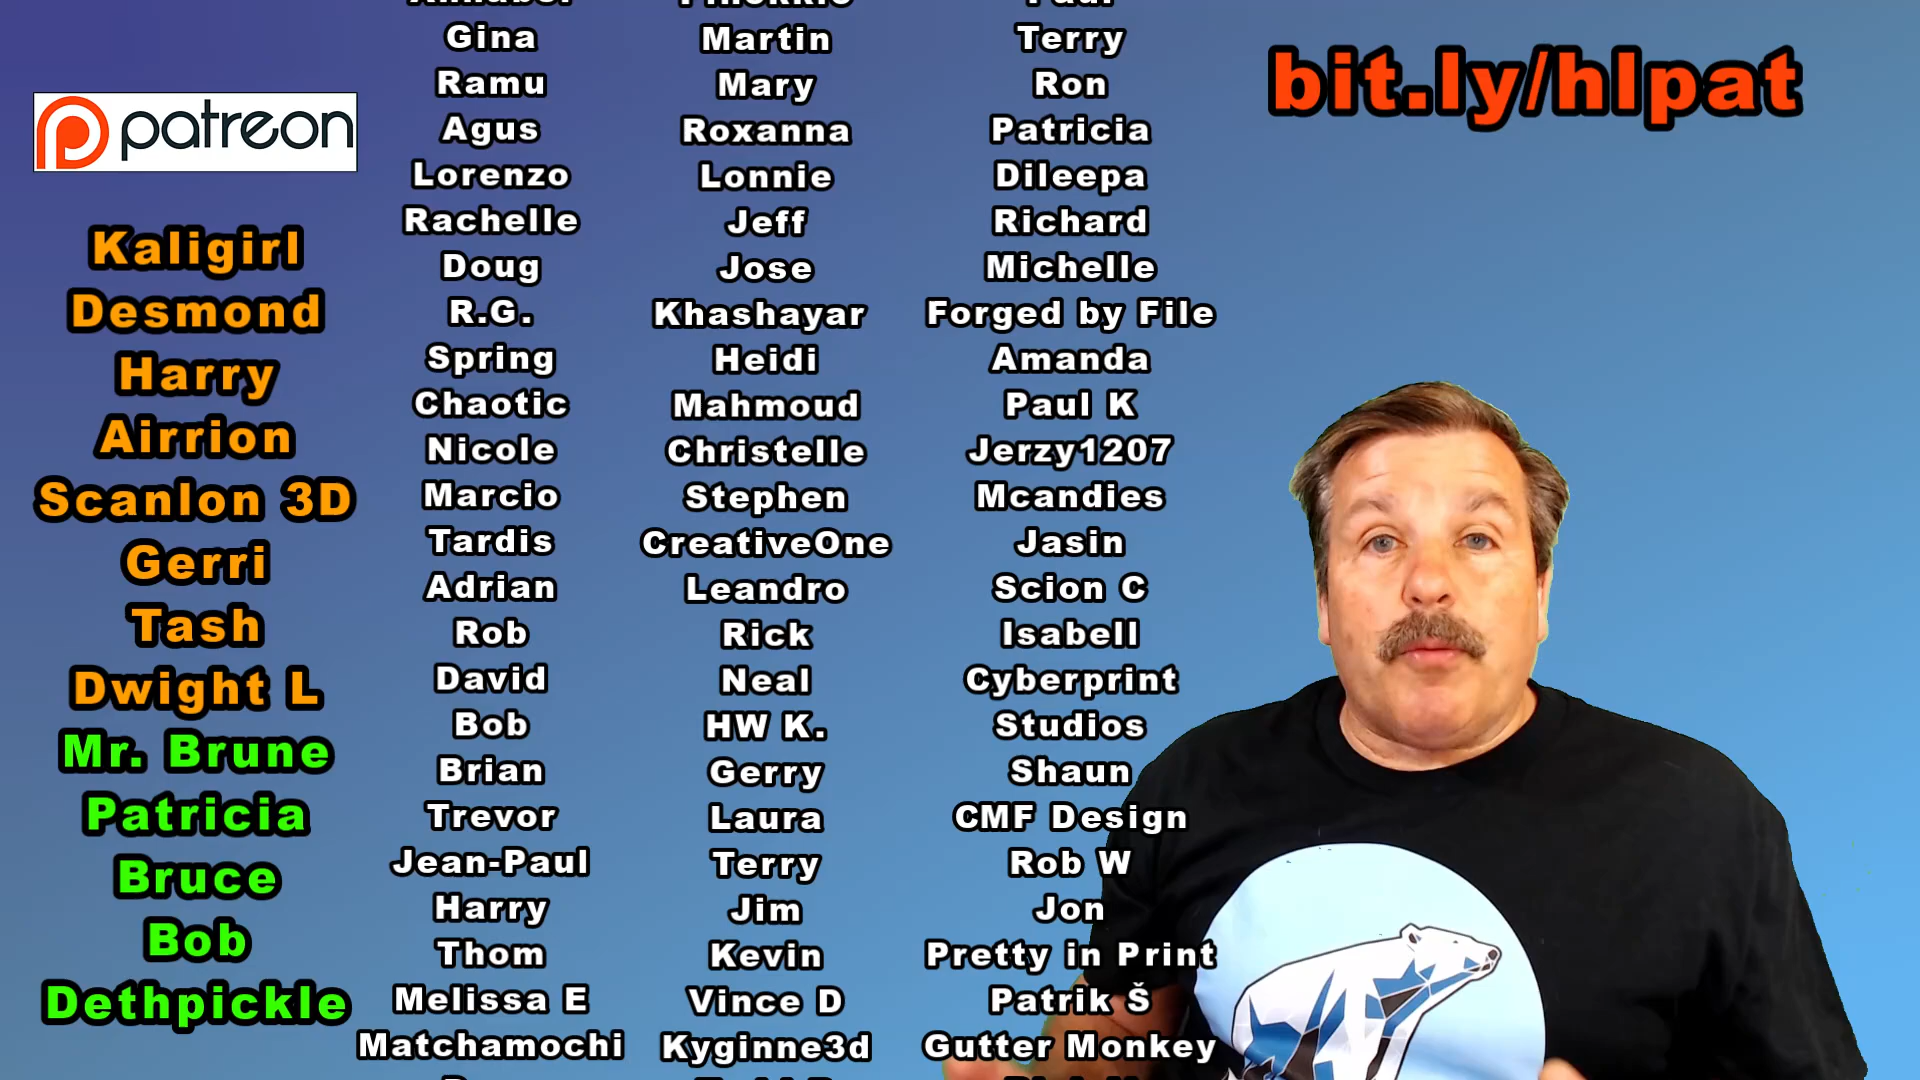 patreon
Kaligirl
Desmond
Harry
Airrion
Scanlon 3D
Gerri
Tash
Dwight L
Mr. Brune
Patricia
Bruce
Bob
Dethpickle
Gina
Ramu
Agus
Lorenzo
Rachelle
Doug
R.G.
Spring
Chaotic
Nicole
Marcio
Tardis
Adrian
Rob
David
Bob
Brian
Trevor
Jean-Paul
Harry
Thom
Melissa E
Matchamochi
Martin
Mary
Roxanna
Lonnie
Jeff
Jose
Khashayar
Heidi
Mahmoud
Christelle
Stephen
CreativeOne
Leandro
Rick
Neal
HW K.
Gerry
Laura
Terry
Jim
Kevin
Vince D
Kyginne3d
Terry
Ron
Patricia
Dileepa
Richard
Michelle
Forged by File
Amanda
Paul K
Jerzy1207
Mcandies
Jasin
Scion C
Isabell
Cyberprint
Studios
Shaun
CMF Design
Rob W
Jon
Pretty in Print
Patrik Š
Gutter Monkey
bit.ly/hlpat